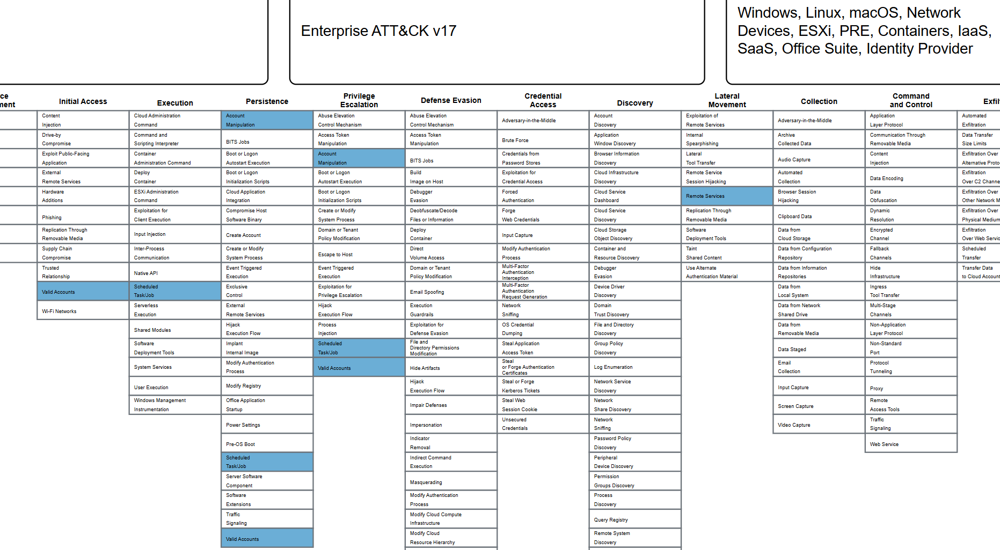 Enterprise ATT&CK v17
Windows, Linux, macOS, Network
Devices, ESXi, PRE, Containers, IaaS,
SaaS, Office Suite, Identity Provider
Initial Access
Content
Injection
Drive-by
Compromise
Exploit Public-Facing
Application
External
Remote Services
Hardware
Additions
Phishing
Replication Through
Removable Media
Supply Chain
Compromise
Trusted
Relationship
Valid Accounts
Wi-Fi Networks
Execution
Cloud Administration
Command
Command and
Scripting Interpreter
Container
Administration Command
Deploy
Container
ESXi Administration
Command
Exploitation for
Client Execution
Input Injection
Inter-Process
Communication
Native API
Scheduled
Task/Job
Serverless
Execution
Shared Modules
Software
Deployment Tools
System Services
User Execution
Windows Management
Instrumentation
Persistence
Account
Manipulation
BITS Jobs
Boot or Logon
Autostart Execution
Boot or Logon
Initialization Scripts
Cloud Application
Integration
Compromise Host
Software Binary
Create Account
Create or Modify
System Process
Event Triggered
Execution
Exclusive
Control
External
Remote Services
Hijack
Execution Flow
Implant
Internal Image
Modify Authentication
Process
Modify Registry
Office Application
Startup
Power Settings
Pre-OS Boot
Scheduled
Task/Job
Server Software
Component
Software
Extensions
Traffic
Signaling
Valid Accounts
Privilege
Escalation
Abuse Elevation
Control Mechanism
Access Token
Manipulation
Account
Manipulation
Boot or Logon
Autostart Execution
Boot or Logon
Initialization Scripts
Create or Modify
System Process
Domain or Tenant
Policy Modification
Escape to Host
Event Triggered
Execution
Exploitation for
Privilege Escalation
Hijack
Execution Flow
Process
Injection
Scheduled
Task/Job
Valid Accounts
Defense Evasion
Abuse Elevation
Control Mechanism
Access Token
Manipulation
BITS Jobs
Build
Image on Host
Debugger
Evasion
Deobfuscate/Decode
Files or Information
Deploy
Container
Direct
Volume Access
Domain or Tenant
Policy Modification
Email Spoofing
Execution
Guardrails
Exploitation for
Defense Evasion
File and
Directory Permissions
Modification
Hide Artifacts
Hijack
Execution Flow
Impair Defenses
Impersonation
Indicator
Removal
Indirect Command
Execution
Masquerading
Modify Authentication
Process
Modify Cloud Compute
Infrastructure
Modify Cloud
Resource Hierarchy
Credential
Access
Adversary-in-the-Middle
Brute Force
Credentials from
Password Stores
Exploitation for
Credential Access
Forced
Authentication
Forge
Web Credentials
Input Capture
Modify Authentication
Process
Multi-Factor
Authentication
Interception
Multi-Factor
Authentication
Request Generation
Network
Sniffing
OS Credential
Dumping
Steal Application
Access Token
Steal
or Forge Authentication
Certificates
Steal or Forge
Kerberos Tickets
Steal Web
Session Cookie
Unsecured
Credentials
Discovery
Account
Discovery
Application
Window Discovery
Browser Information
Discovery
Cloud Infrastructure
Discovery
Cloud Service
Dashboard
Cloud Service
Discovery
Cloud Storage
Object Discovery
Container and
Resource Discovery
Debugger
Evasion
Device Driver
Discovery
Domain
Trust Discovery
File and Directory
Discovery
Group Policy
Discovery
Log Enumeration
Network Service
Discovery
Network
Share Discovery
Network
Sniffing
Password Policy
Discovery
Peripheral
Device Discovery
Permission
Groups Discovery
Process
Discovery
Query Registry
Remote System
Discovery
Lateral
Movement
Exploitation of
Remote Services
Internal
Spearphishing
Lateral
Tool Transfer
Remote Service
Session Hijacking
Remote Services
Replication Through
Removable Media
Software
Deployment Tools
Taint
Shared Content
Use Alternate
Authentication Material
Collection
Adversary-in-the-Middle
Archive
Collected Data
Audio Capture
Automated
Collection
Browser Session
Hijacking
Clipboard Data
Data from
Cloud Storage
Data from Configuration
Repository
Data from Information
Repositories
Data from
Local System
Data from Network
Shared Drive
Data from
Removable Media
Data Staged
Email
Collection
Input Capture
Screen Capture
Video Capture
Command
and Control
Application
Layer Protocol
Communication Through
Removable Media
Content
Injection
Data Encoding
Data
Obfuscation
Dynamic
Resolution
Encrypted
Channel
Fallback
Channels
Hide
Infrastructure
Ingress
Tool Transfer
Multi-Stage
Channels
Non-Application
Layer Protocol
Non-Standard
Port
Protocol
Tunneling
Proxy
Remote
Access Tools
Traffic
Signaling
Web Service
Automated
Exfiltration
Data Transfer
Size Limits
Exfiltration Over
Alternative
Exfiltration
Over C2
Exfiltration Over
Other Network
Exfiltration Over
Physical Medium
Exfiltration
Over Web
Scheduled
Transfer
Transfer Data
to Cloud Account